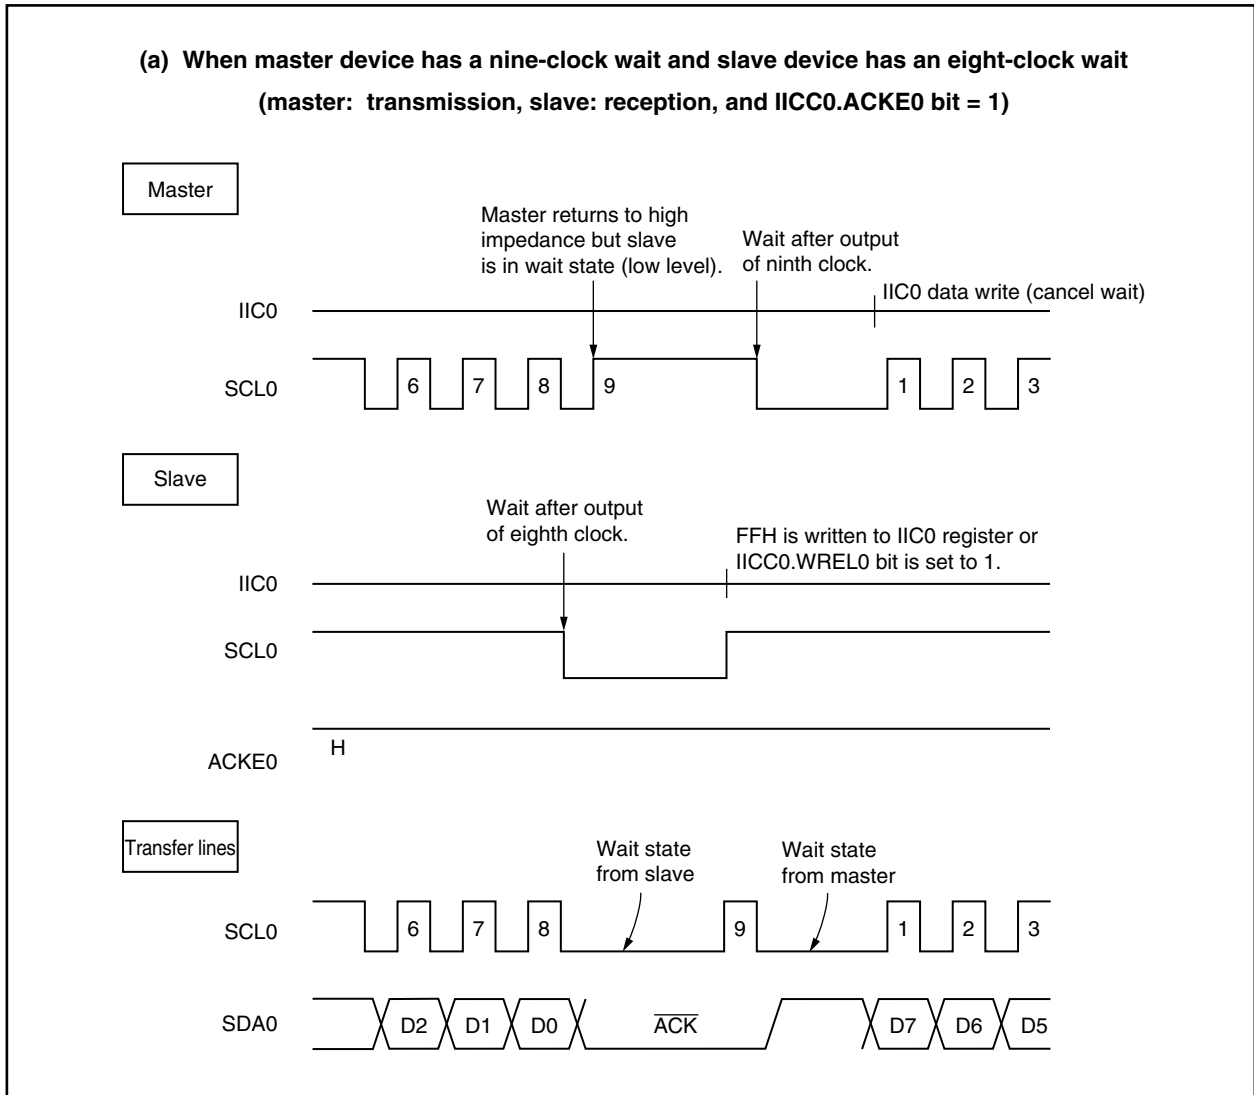 (a) When master device has a nine-clock wait and slave device has an eight-clock wait
(master: transmission, slave: reception, and IICC0.ACKE0 bit = 1)
Master
Master returns to high
impedance but slave
is in wait state (low level).
Wait after output
of ninth clock.
IIC0 data write (cancel wait)
IIC0
SCL0
6 7 8 9 1 2 3
Slave
Wait after output
of eighth clock.
FFH is written to IIC0 register or
IICC0.WREL0 bit is set to 1.
IIC0
SCL0
H
ACKE0
Transfer lines
Wait state
from slave
Wait state
from master
SCL0
6 7 8 9 1 2 3
SDA0
D2 D1 D0 ACK D7 D6 D5